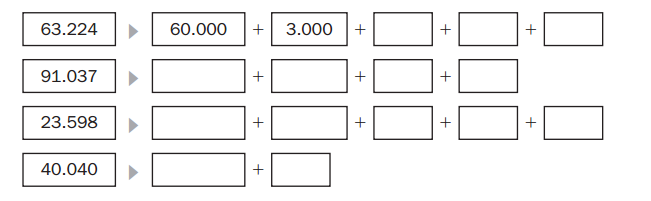 63.224 ▶ 60.000 + 3.000 + + +
91.037 ▶ + + +
23.598 ▶ + + + +
40.040 ▶ +